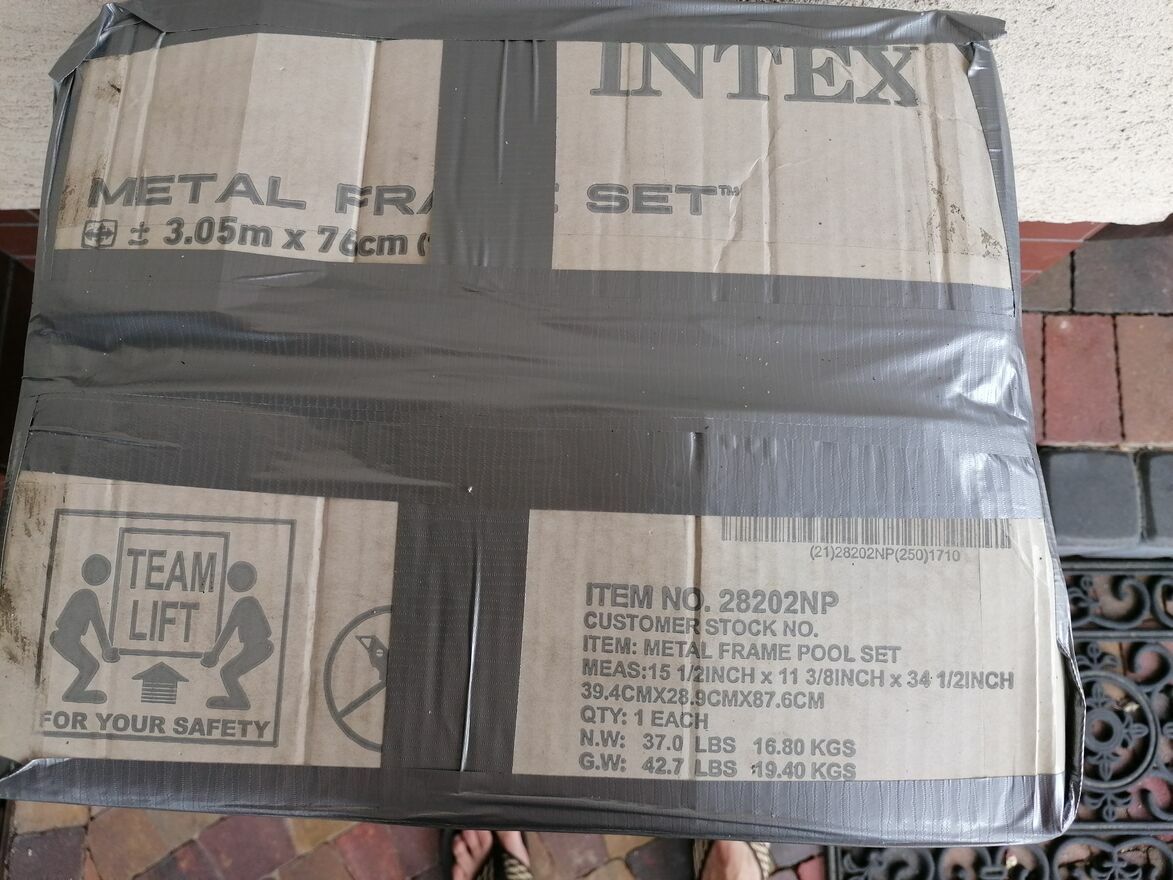 INTEX
METAL FRA SET™
± 3.05m x 76cm (
TEAM
LIFT
FOR YOUR SAFETY
(21)28202NP(250)1710
ITEM NO. 28202NP
CUSTOMER STOCK NO.
ITEM: METAL FRAME POOL SET
MEAS:15 1/2INCH x 11 3/8INCH x 34 1/2INCH
39.4CMX28.9CMX87.6CM
QTY: 1 EACH
N.W: 37.0 LBS 16.80 KGS
G.W: 42.7 LBS 19.40 KGS